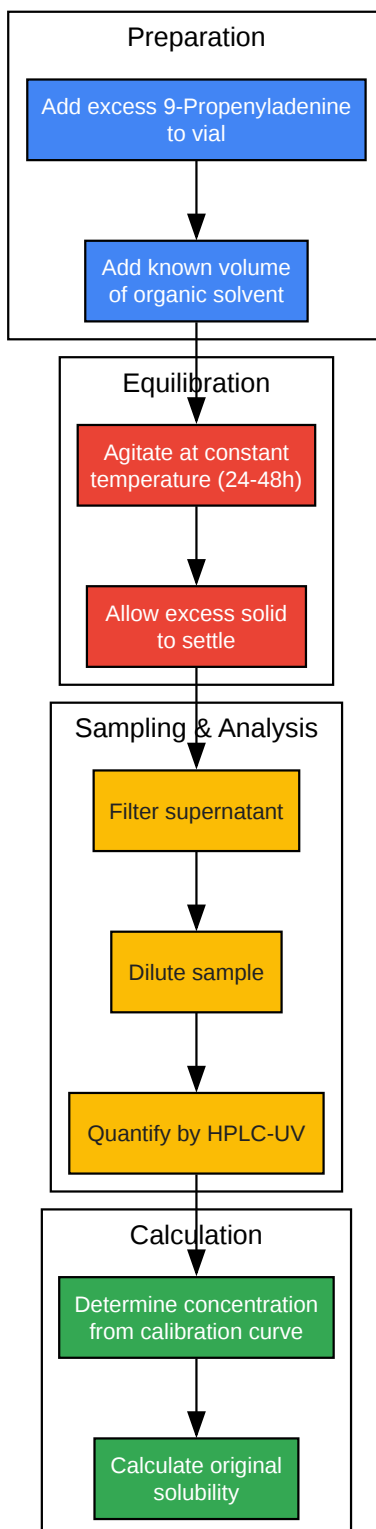 Preparation
Add excess 9-Propenyladenine
to vial
Add known volume
of organic solvent
Equilibration
Agitate at constant
temperature (24-48h)
Allow excess solid
to settle
Sampling & Analysis
Filter supernatant
Dilute sample
Quantify by HPLC-UV
Calculation
Determine concentration
from calibration curve
Calculate original
solubility